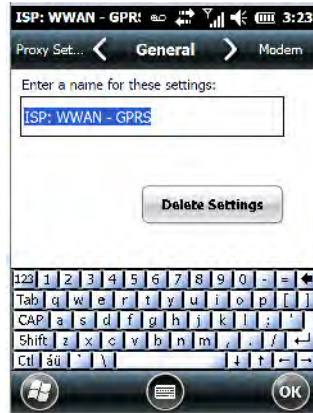 ISP: WWAN - GPR: 3:23
Proxy Set... General Modem
Enter a name for these settings:
ISP: WWAN - GPRS
Delete Settings
123 1 2 3 4 5 6 7 8 9 0 - =
Tab q w e r t y u i o p [ ]
CAP a s d f g h j k l ; '
Shift z x c v b n m , . /
Ctl áü ` \
OK